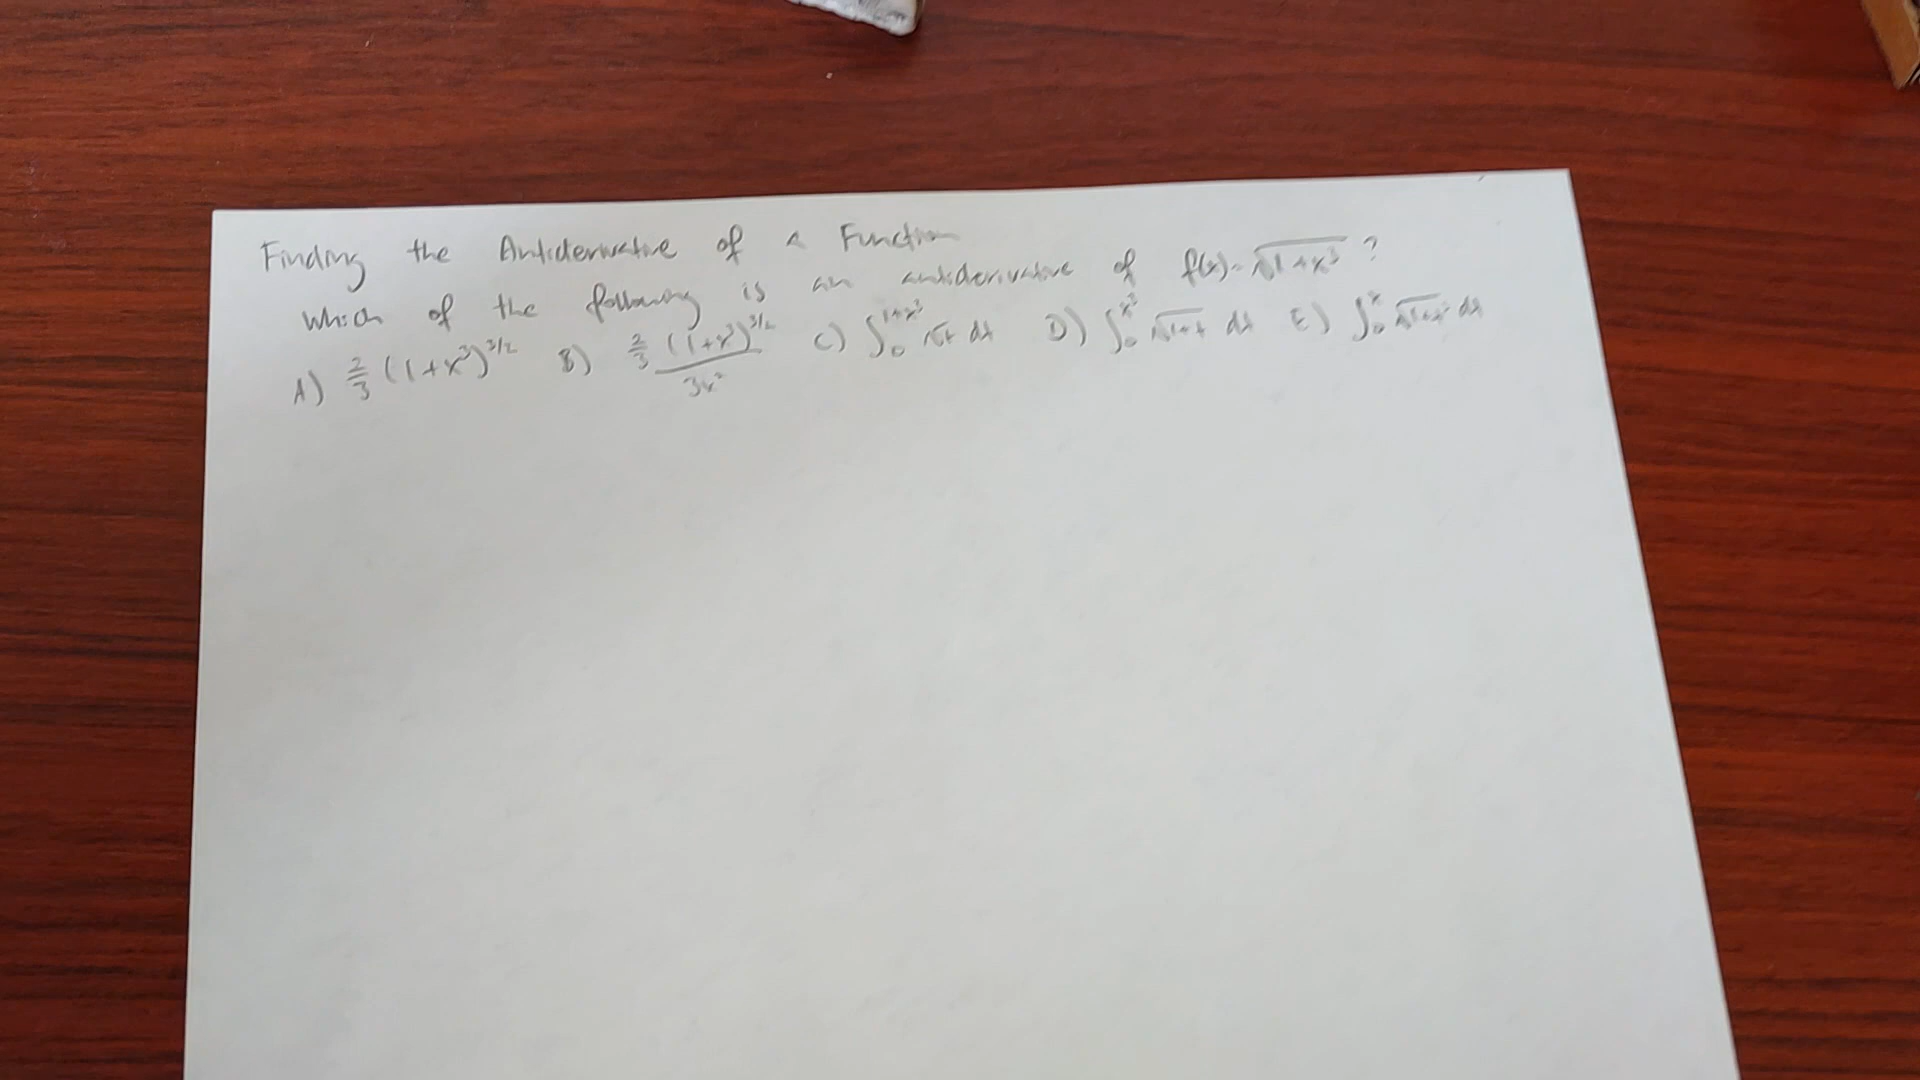 Finding the Antiderivative of a Function
Which of the following is an antiderivative of f(x)=√(1+x³)?
A) 2/3 (1+x³)^(3/2) B) (2/3 (1+x³)^(3/2))/(3x²) C) ∫₀^(1+x³) √t dt D) ∫₀^(x³) √(1+t) dt E) ∫₀^x √(1+t³) dt